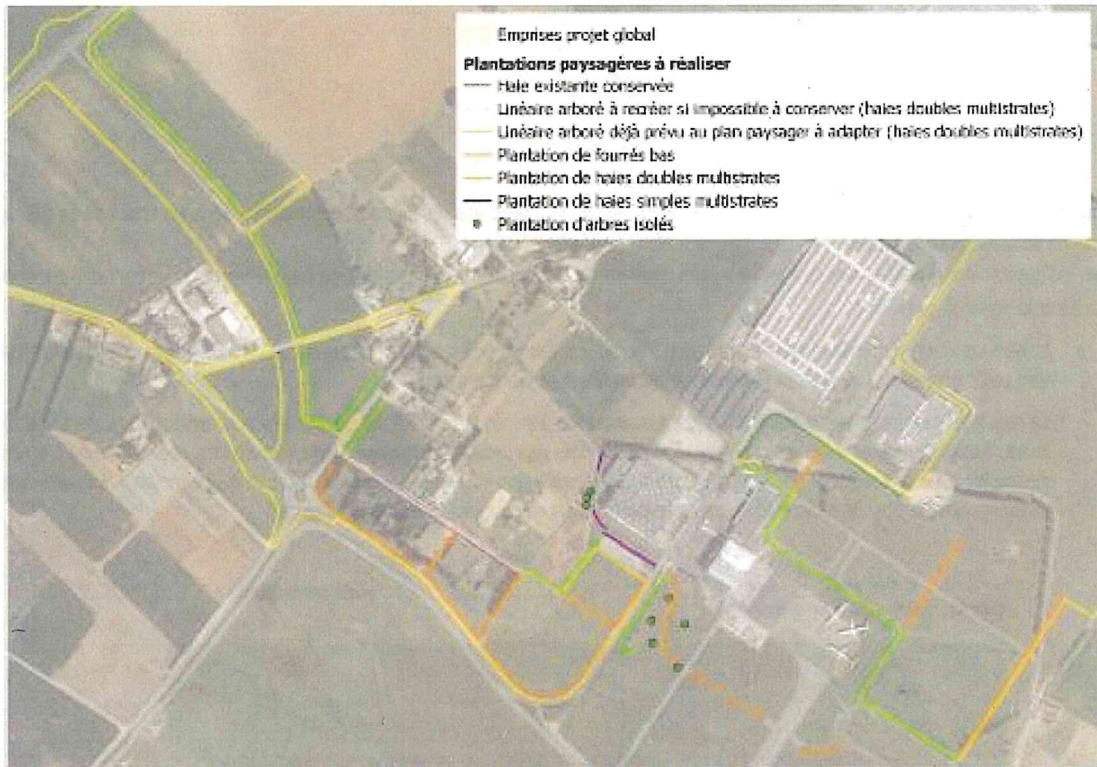 Emprises projet global
Plantations paysagères à réaliser
Haie existante conservée
Linéaire arboré à recréer si impossible à conserver (haies doubles multistrates)
Linéaire arboré déjà prévu au plan paysager à adapter (haies doubles multistrates)
Plantation de fourrés bas
Plantation de haies doubles multistrates
Plantation de haies simples multistrates
Plantation d'arbres isolés